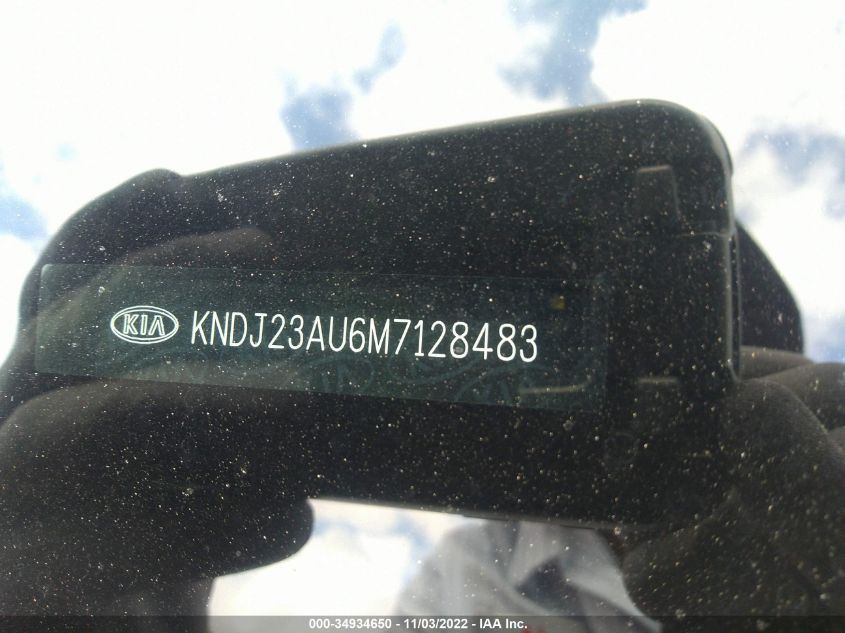 KIA KNDJ23AU6M7128483
000-34934650 - 11/03/2022 - IAA Inc.